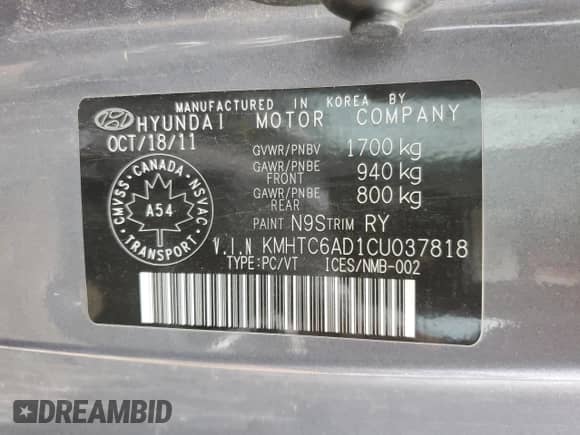 MANUFACTURED IN KOREA BY
HYUNDAI MOTOR COMPANY
OCT/18/11
GVWR/PNBV 1700 kg
GAWR/PNBE FRONT 940 kg
GAWR/PNBE REAR 800 kg
PAINT N9S TRIM RY
V.I.N KMHTC6AD1CU037818
TYPE:PC/VT ICES/NMB-002
CANADA
CMVSS NSVAC
A54
TRANSPORT
DREAMBID